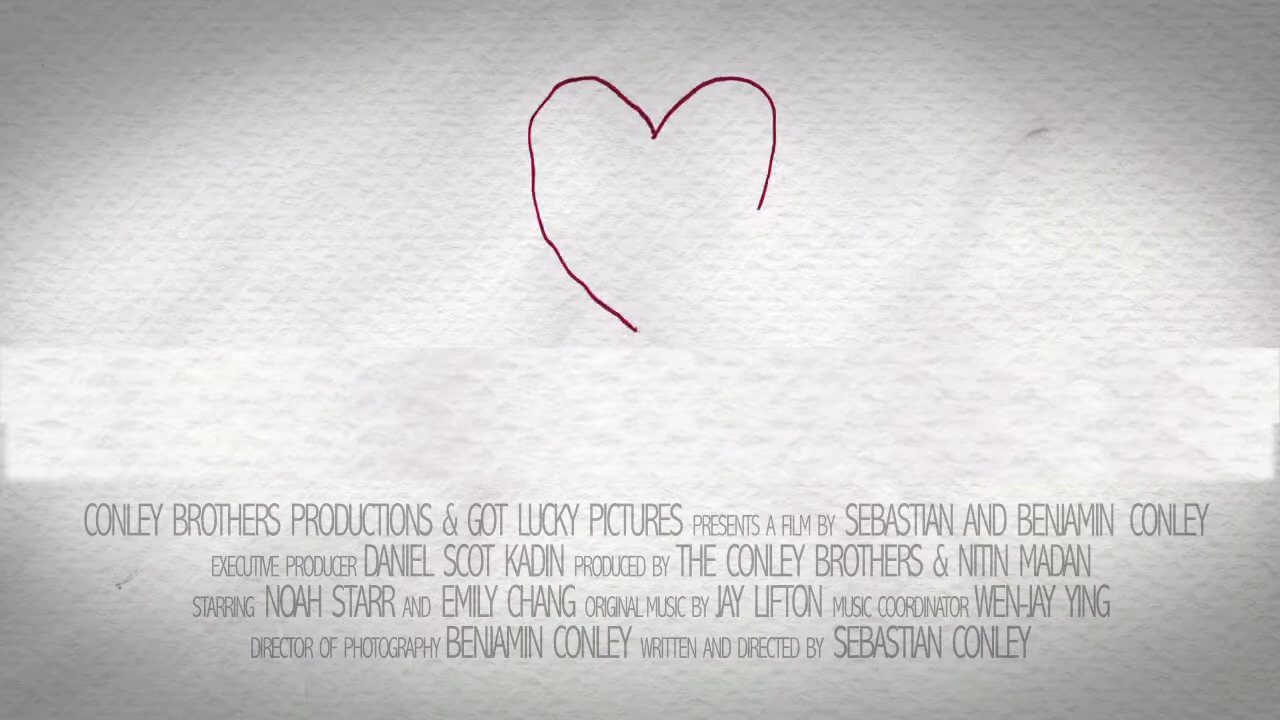 CONLEY BROTHERS PRODUCTIONS & GOT LUCKY PICTURES PRESENTS A FILM BY SEBASTIAN AND BENJAMIN CONLEY
EXECUTIVE PRODUCER DANIEL SCOT KADIN PRODUCED BY THE CONLEY BROTHERS & NITIN MADAN
STARRING NOAH STARR AND EMILY CHANG ORIGINAL MUSIC BY JAY LIFTON MUSIC COORDINATOR WEN-JAY YING
DIRECTOR OF PHOTOGRAPHY BENJAMIN CONLEY WRITTEN AND DIRECTED BY SEBASTIAN CONLEY